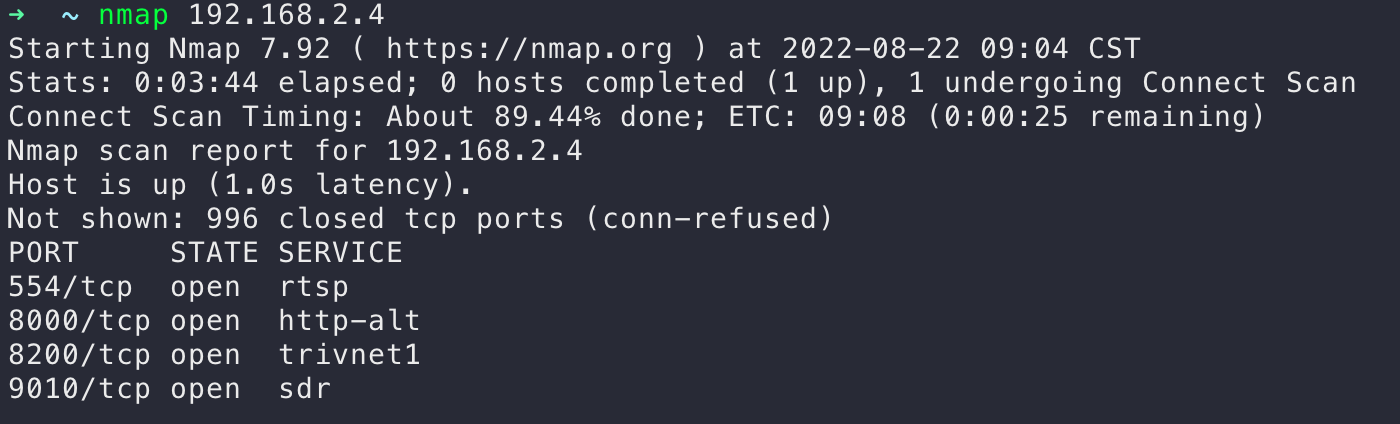 →  ~ nmap 192.168.2.4
Starting Nmap 7.92 ( https://nmap.org ) at 2022-08-22 09:04 CST
Stats: 0:03:44 elapsed; 0 hosts completed (1 up), 1 undergoing Connect Scan
Connect Scan Timing: About 89.44% done; ETC: 09:08 (0:00:25 remaining)
Nmap scan report for 192.168.2.4
Host is up (1.0s latency).
Not shown: 996 closed tcp ports (conn-refused)
PORT     STATE SERVICE
554/tcp  open  rtsp
8000/tcp open  http-alt
8200/tcp open  trivnet1
9010/tcp open  sdr